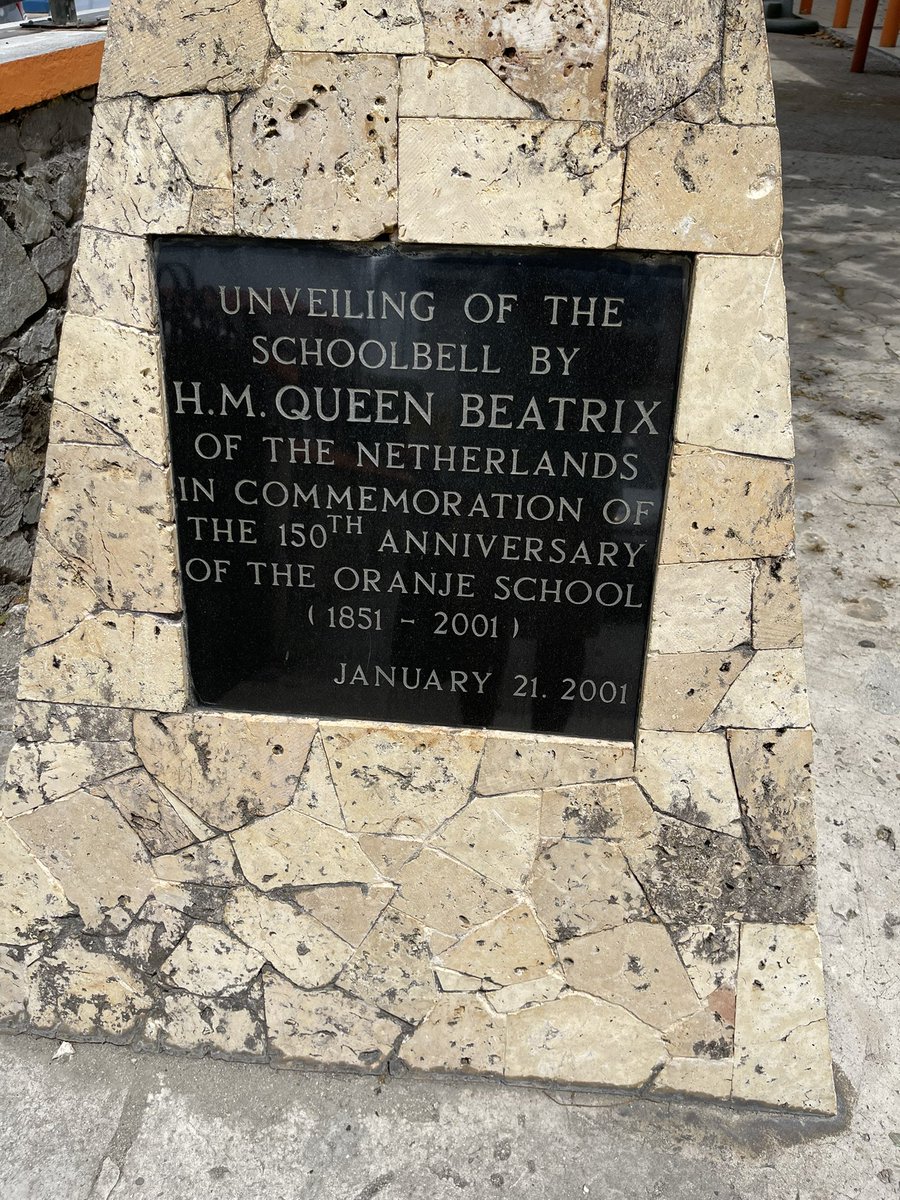 UNVEILING OF THE
SCHOOLBELL BY
H.M. QUEEN BEATRIX
OF THE NETHERLANDS
IN COMMEMORATION OF
THE 150TH ANNIVERSARY
OF THE ORANJE SCHOOL
( 1851 - 2001 )
JANUARY 21. 2001